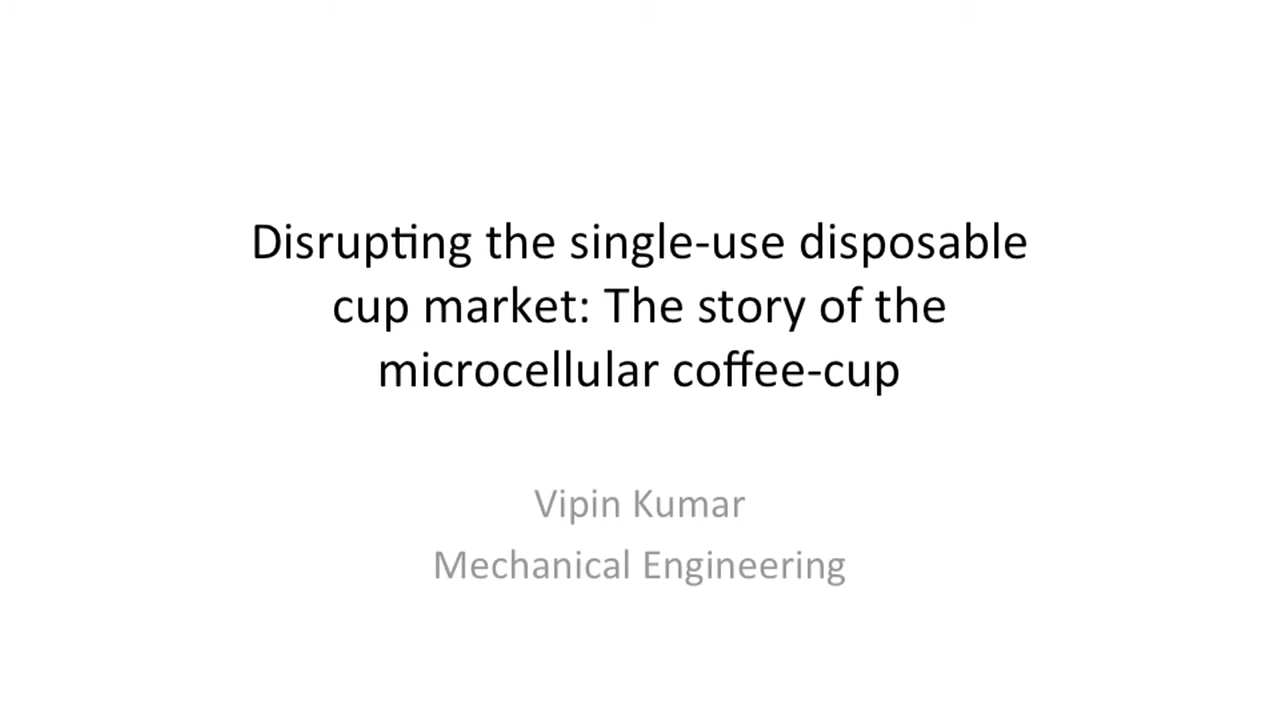 Disrupting the single-use disposable
cup market: The story of the
microcellular coffee-cup
Vipin Kumar
Mechanical Engineering